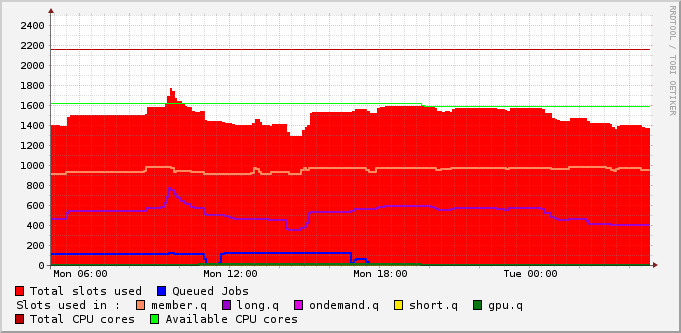 2400
2200
2000
1800
1600
1400
1200
1000
800
600
400
200
0
Mon 06:00 Mon 12:00 Mon 18:00 Tue 00:00
Total slots used Queued Jobs
Slots used in : member.q long.q ondemand.q short.q gpu.q
Total CPU cores Available CPU cores
RRDTOOL / TOBI OETIKER